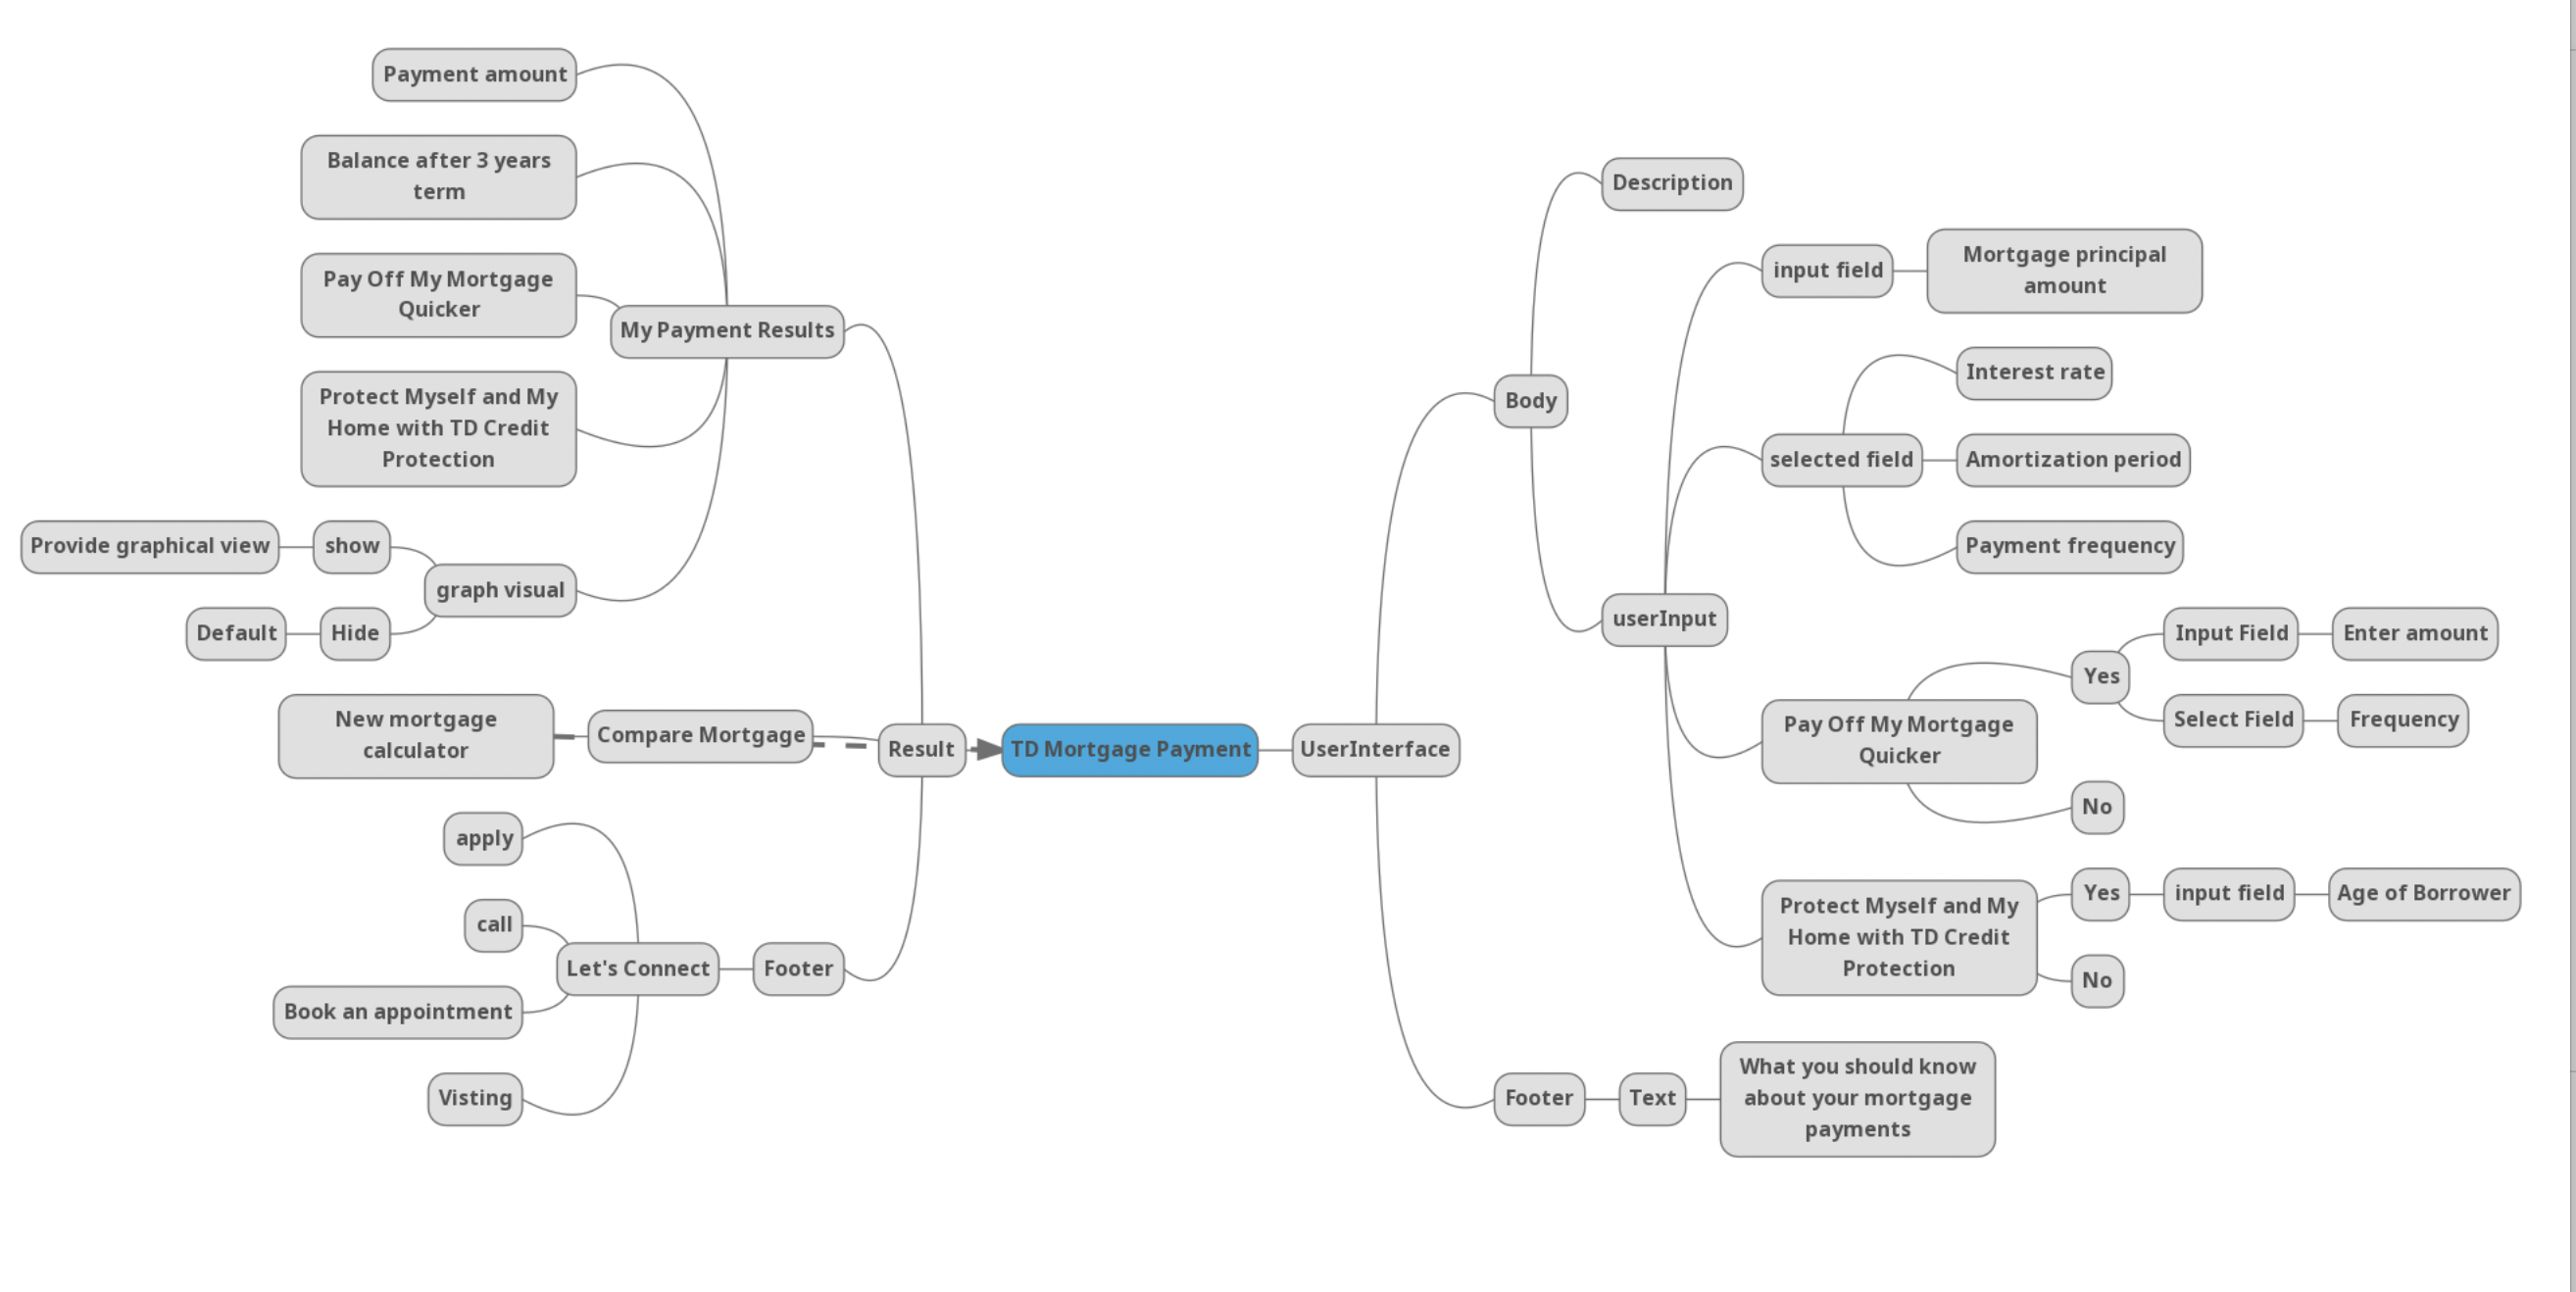 Payment amount
Balance after 3 years
term
Pay Off My Mortgage
Quicker
My Payment Results
Protect Myself and My
Home with TD Credit
Protection
Provide graphical view
show
graph visual
Default
Hide
New mortgage
calculator
Compare Mortgage
Result
TD Mortgage Payment
UserInterface
apply
call
Let's Connect
Footer
Book an appointment
Visting
Description
Body
input field
Mortgage principal
amount
Interest rate
selected field
Amortization period
Payment frequency
userInput
Pay Off My Mortgage
Quicker
Yes
Input Field
Enter amount
Select Field
Frequency
No
Protect Myself and My
Home with TD Credit
Protection
Yes
input field
Age of Borrower
No
Footer
Text
What you should know
about your mortgage
payments